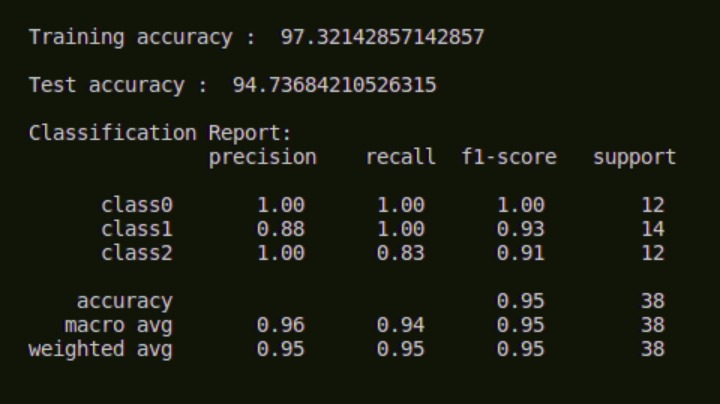 Training accuracy :  97.32142857142857
Test accuracy :  94.73684210526315
Classification Report:
precision    recall  f1-score   support
class0       1.00      1.00      1.00        12
class1       0.88      1.00      0.93        14
class2       1.00      0.83      0.91        12
accuracy                           0.95        38
macro avg       0.96      0.94      0.95        38
weighted avg       0.95      0.95      0.95        38